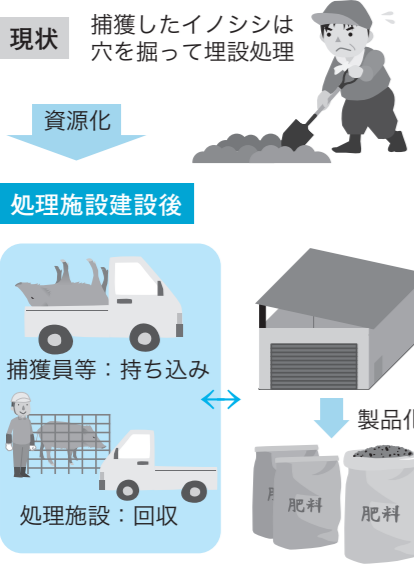 現状
捕獲したイノシシは
穴を掘って埋設処理
資源化
処理施設建設後
捕獲員等：持ち込み
処理施設：回収
製品化
肥料
肥料